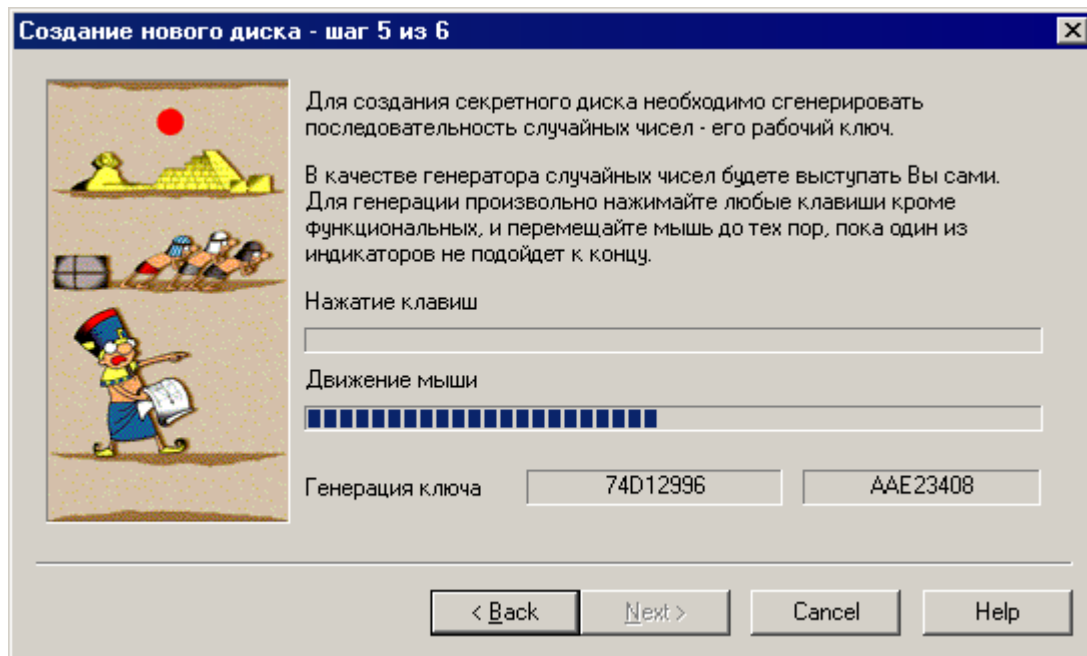 Создание нового диска - шаг 5 из 6
Для создания секретного диска необходимо сгенерировать
последовательность случайных чисел - его рабочий ключ.
В качестве генератора случайных чисел будете выступать Вы сами.
Для генерации произвольно нажимайте любые клавиши кроме
функциональных, и перемещайте мышь до тех пор, пока один из
индикаторов не подойдет к концу.
Нажатие клавиш
Движение мыши
Генерация ключа 74D12996 AAE23408
< Back Next > Cancel Help